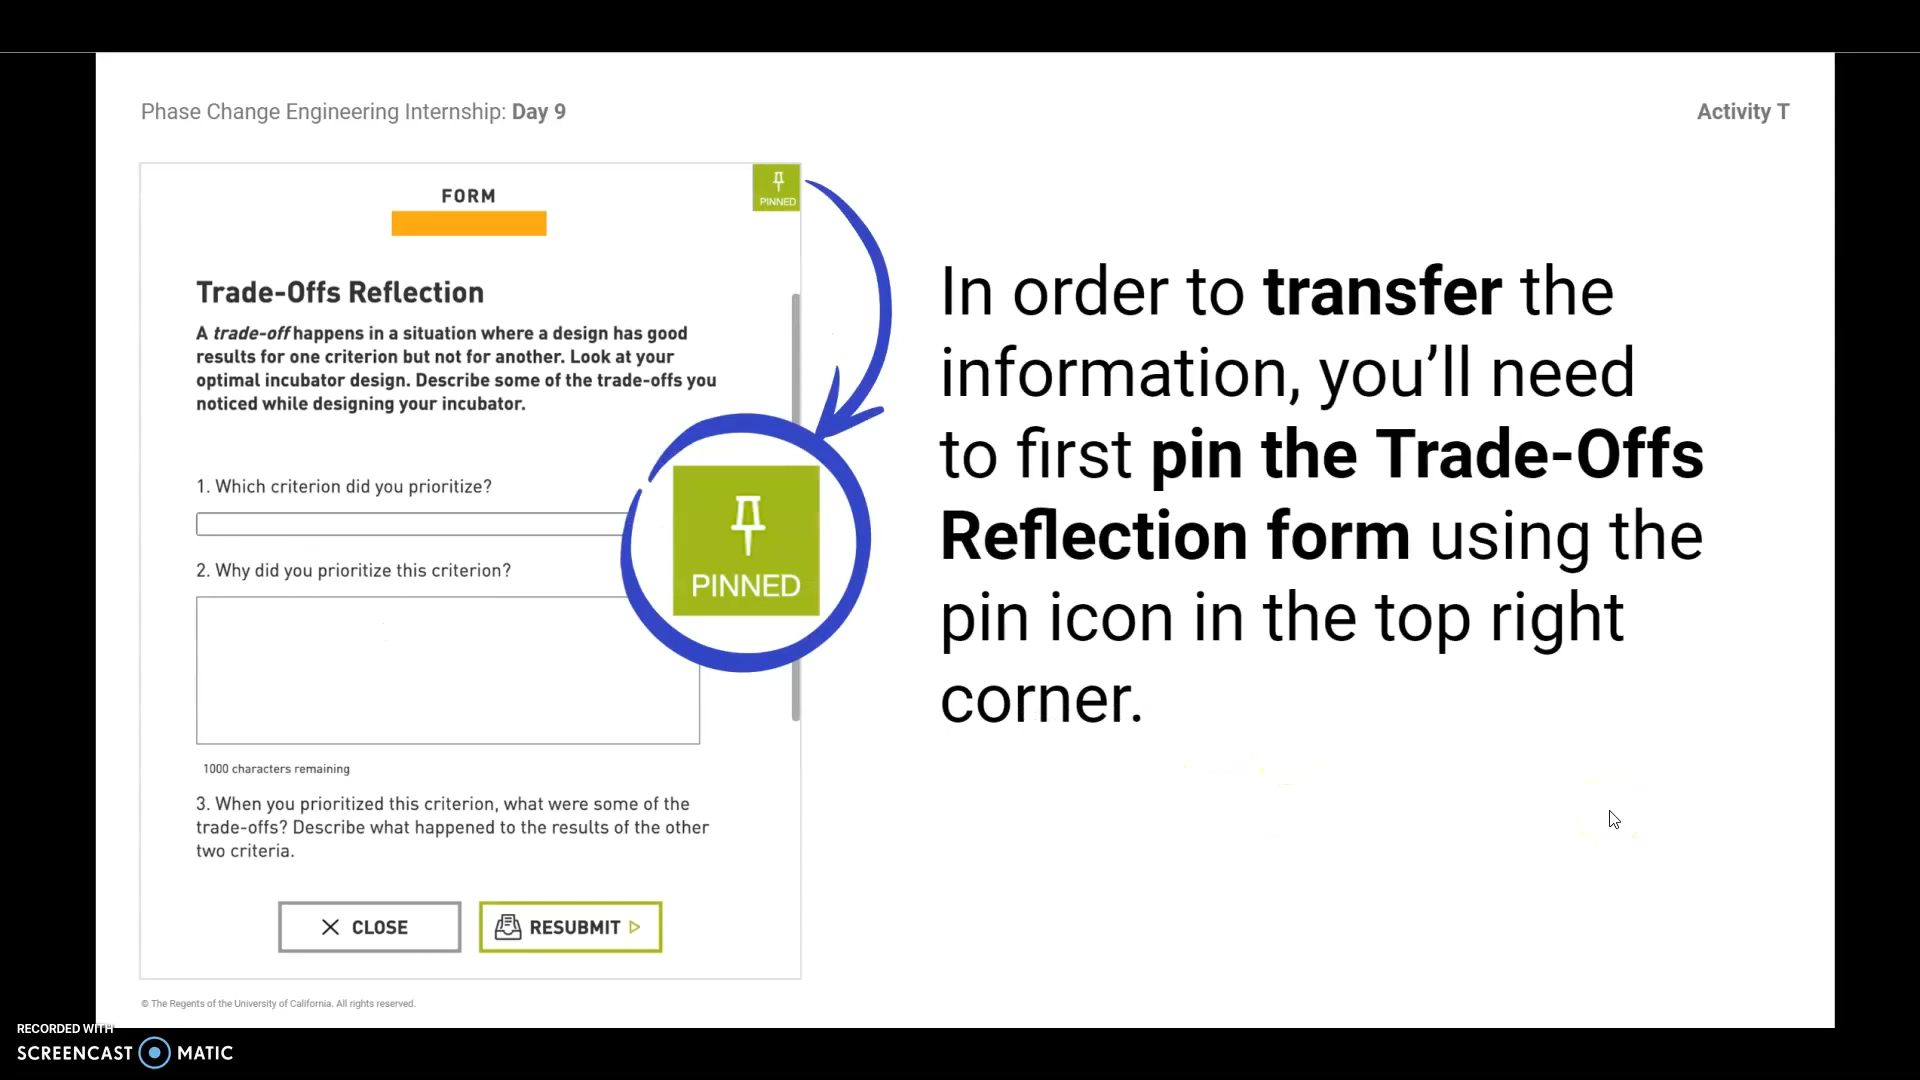 Phase Change Engineering Internship: Day 9
Activity T
FORM
PINNED
Trade-Offs Reflection
A trade-off happens in a situation where a design has good
results for one criterion but not for another. Look at your
optimal incubator design. Describe some of the trade-offs you
noticed while designing your incubator.
1. Which criterion did you prioritize?
2. Why did you prioritize this criterion?
PINNED
1000 characters remaining
3. When you prioritized this criterion, what were some of the
trade-offs? Describe what happened to the results of the other
two criteria.
CLOSE
RESUBMIT
In order to transfer the
information, you’ll need
to first pin the Trade-Offs
Reflection form using the
pin icon in the top right
corner.
© The Regents of the University of California. All rights reserved.
RECORDED WITH
SCREENCAST MATIC